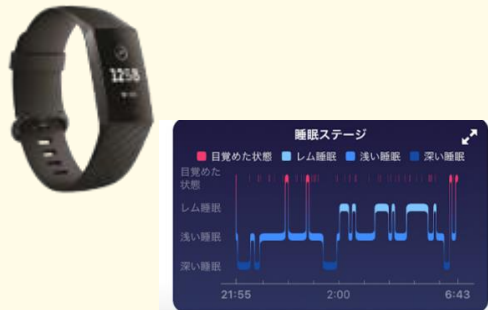 12:58
睡眠ステージ
目覚めた状態 レム睡眠 浅い睡眠 深い睡眠
目覚めた
状態
レム睡眠
浅い睡眠
深い睡眠
21:55 2:00 6:43